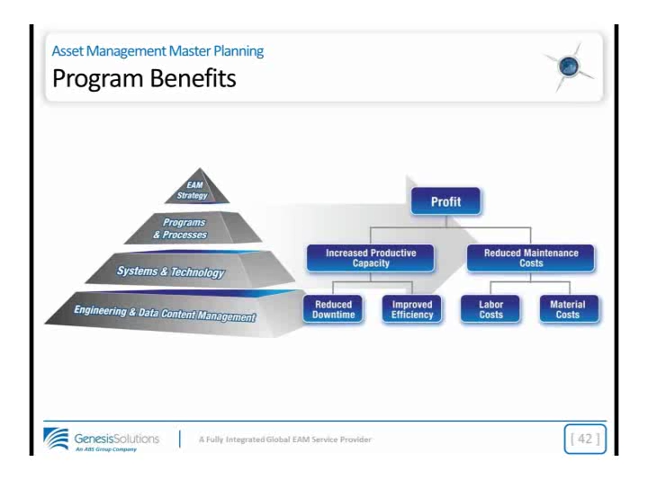 Asset Management Master Planning
Program Benefits
EAM
Strategy
Programs
& Processes
Systems & Technology
Engineering & Data Content Management
Profit
Increased Productive
Capacity
Reduced Maintenance
Costs
Reduced
Downtime
Improved
Efficiency
Labor
Costs
Material
Costs
GenesisSolutions
An ABS Group Company
A Fully Integrated Global EAM Service Provider
[ 42 ]